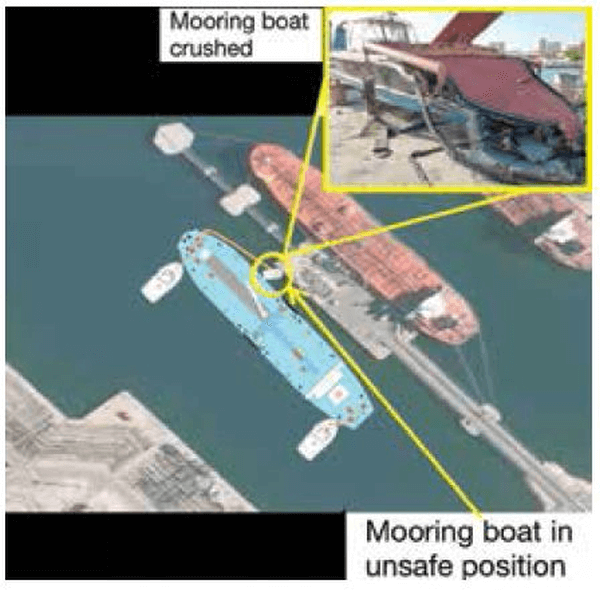 Mooring boat
crushed
Mooring boat in
unsafe position